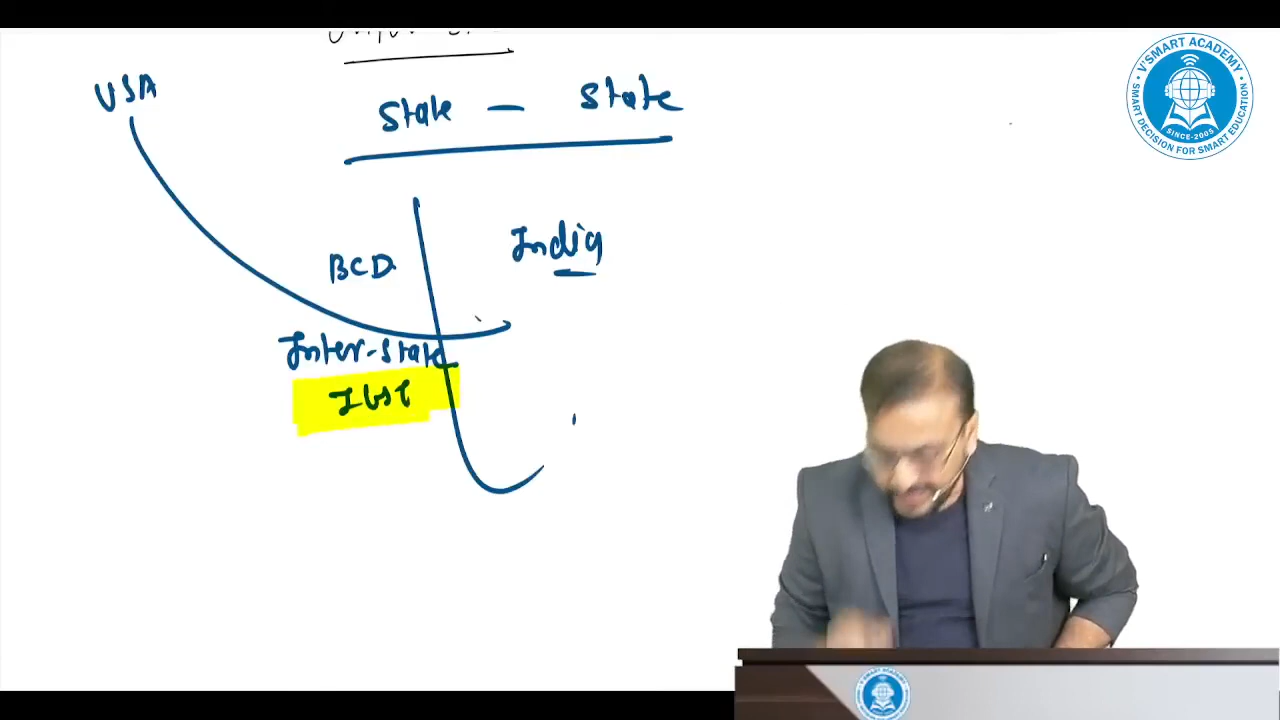 USA
State - State
India
BCD
Inter-State
IGST
V'SMART ACADEMY
SMART DECISION FOR SMART EDUCATION
SINCE-2005